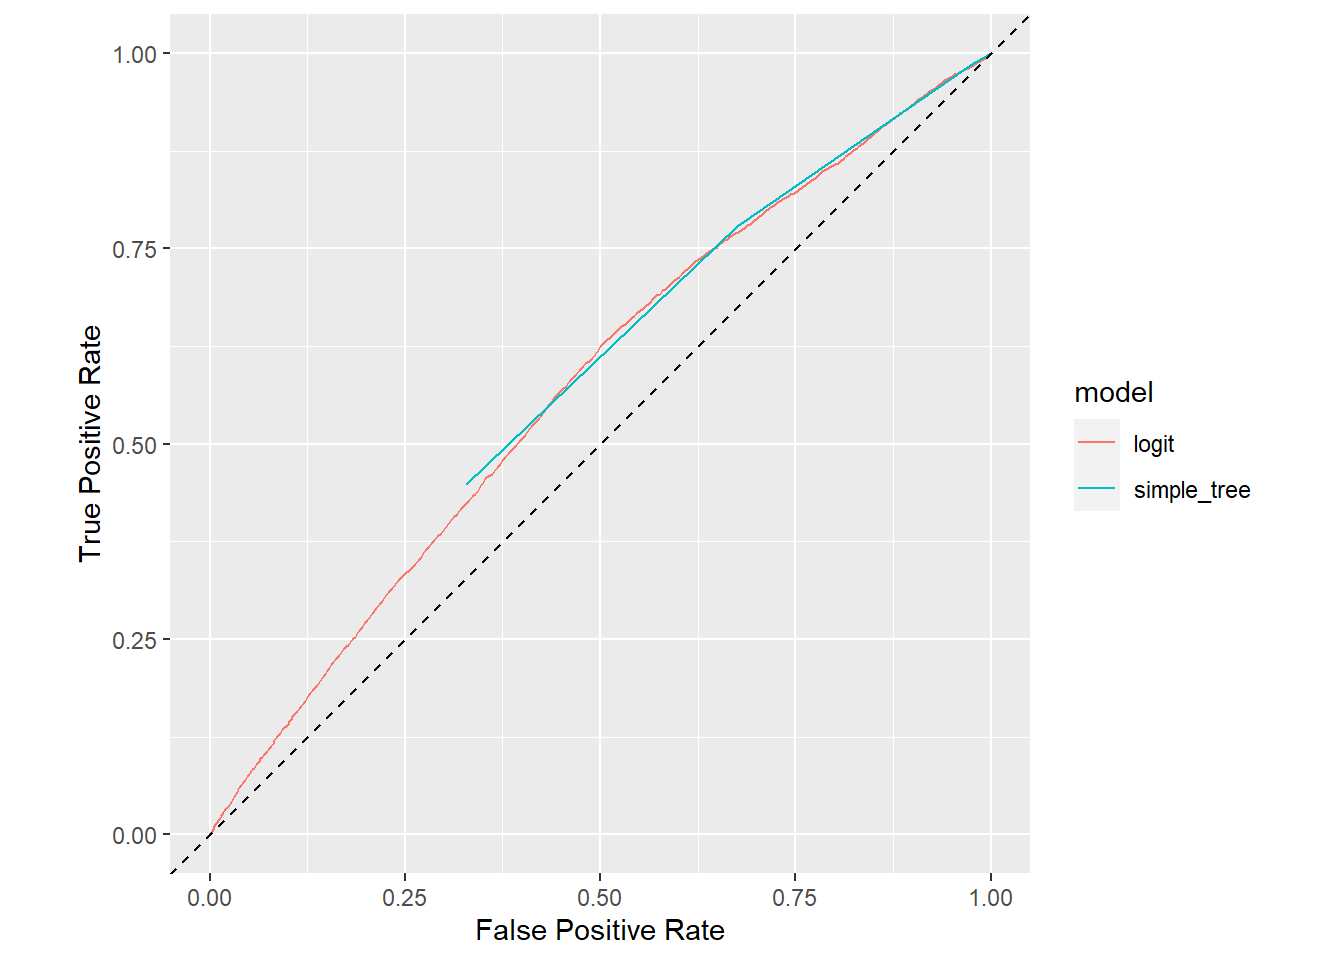 1.00
0.75
0.50
0.25
0.00
True Positive Rate
0.00 0.25 0.50 0.75 1.00
False Positive Rate
model
logit
simple_tree